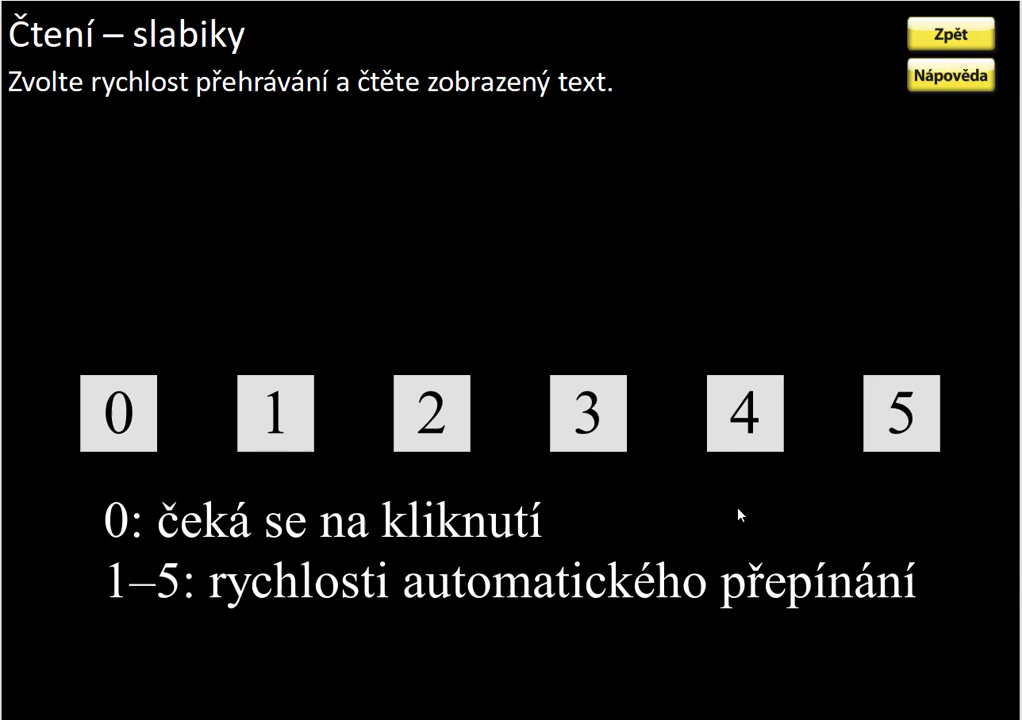 Čtení – slabiky
Zpět
Zvolte rychlost přehrávání a čtěte zobrazený text.
Nápověda
0 1 2 3 4 5
0: čeká se na kliknutí
1–5: rychlosti automatického přepínání